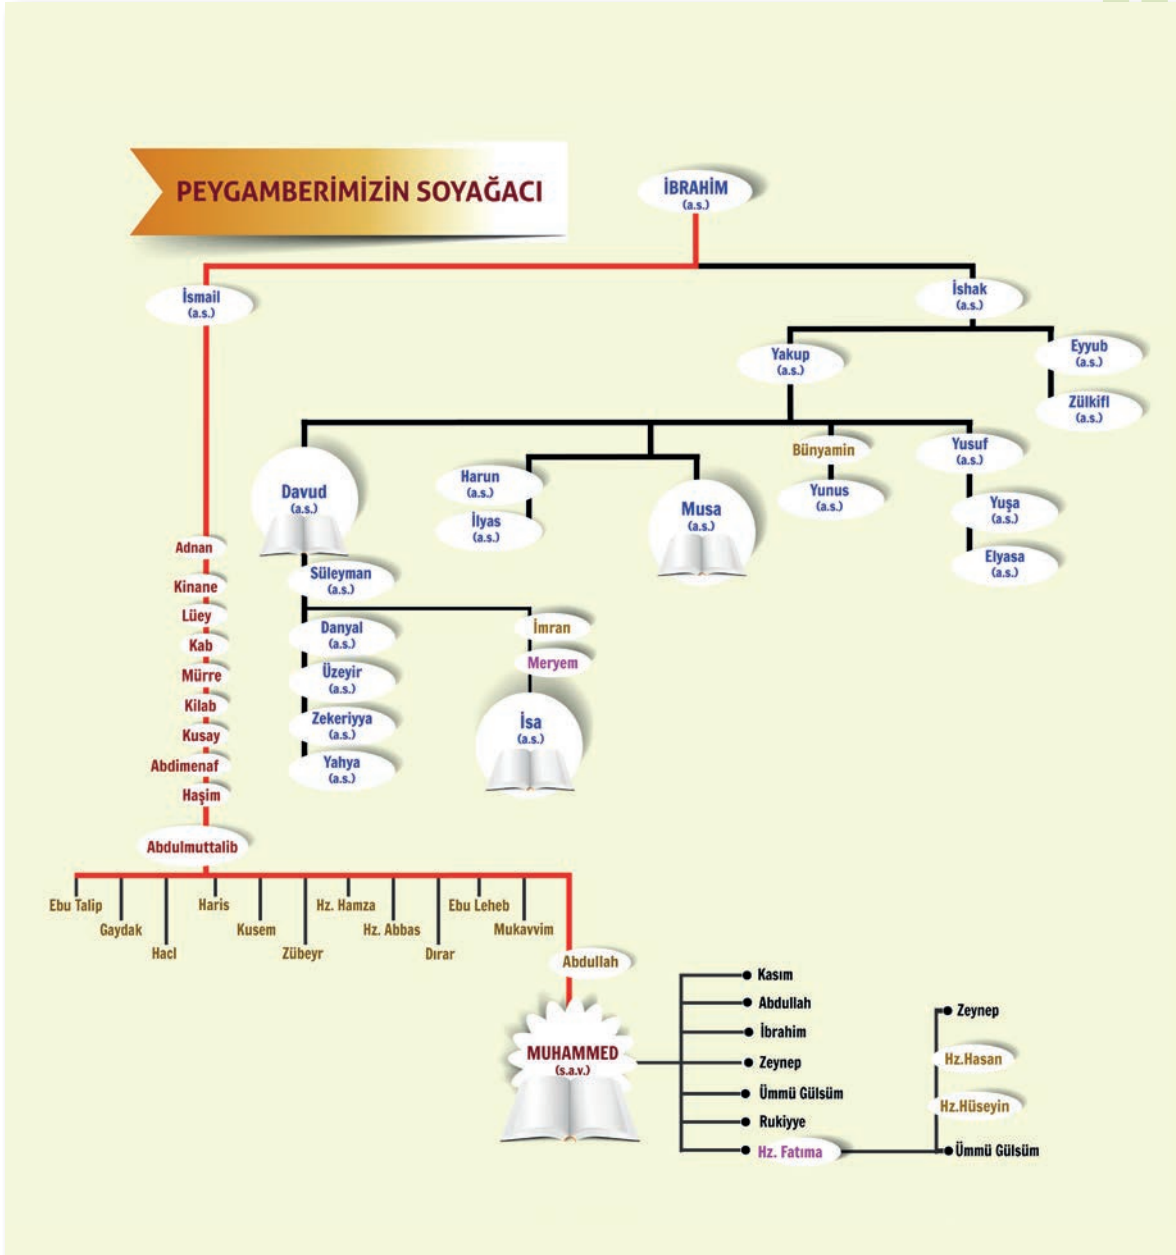 PEYGAMBERİMİZİN SOYAĞACI
İBRAHİM
(a.s.)
İsmail
(a.s.)
İshak
(a.s.)
Yakup
(a.s.)
Eyyub
(a.s.)
Zülkifl
(a.s.)
Davud
(a.s.)
Harun
(a.s.)
İlyas
(a.s.)
Musa
(a.s.)
Bünyamin
Yunus
(a.s.)
Yusuf
(a.s.)
Yuşa
(a.s.)
Elyasa
(a.s.)
Süleyman
(a.s.)
Danyal
(a.s.)
Üzeyir
(a.s.)
Zekeriyya
(a.s.)
Yahya
(a.s.)
İmran
Meryem
İsa
(a.s.)
Adnan
Kinane
Lüey
Kab
Mürre
Kilab
Kusay
Abdimenaf
Haşim
Abdulmuttalib
Ebu Talip
Gaydak
Hacl
Haris
Kusem
Zübeyr
Hz. Hamza
Hz. Abbas
Dırar
Ebu Leheb
Mukavvim
Abdullah
MUHAMMED
(s.a.v.)
Kasım
Abdullah
İbrahim
Zeynep
Ümmü Gülsüm
Rukiyye
Hz. Fatıma
Zeynep
Hz.Hasan
Hz.Hüseyin
Ümmü Gülsüm